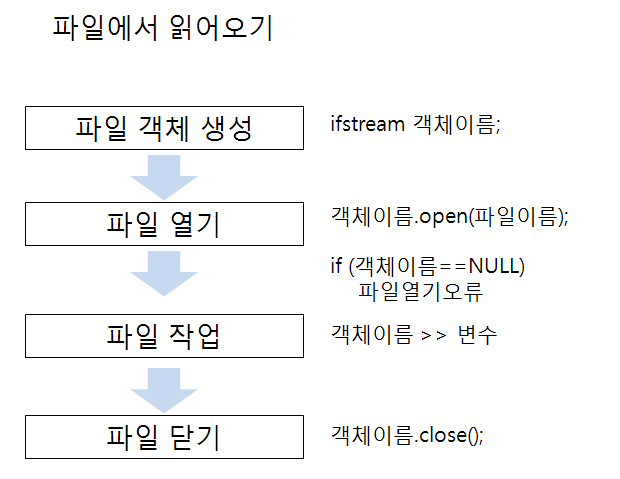 파일에서 읽어오기
파일 객체 생성
ifstream 객체이름;
파일 열기
객체이름.open(파일이름);
if (객체이름==NULL)
파일열기오류
파일 작업
객체이름 >> 변수
파일 닫기
객체이름.close();